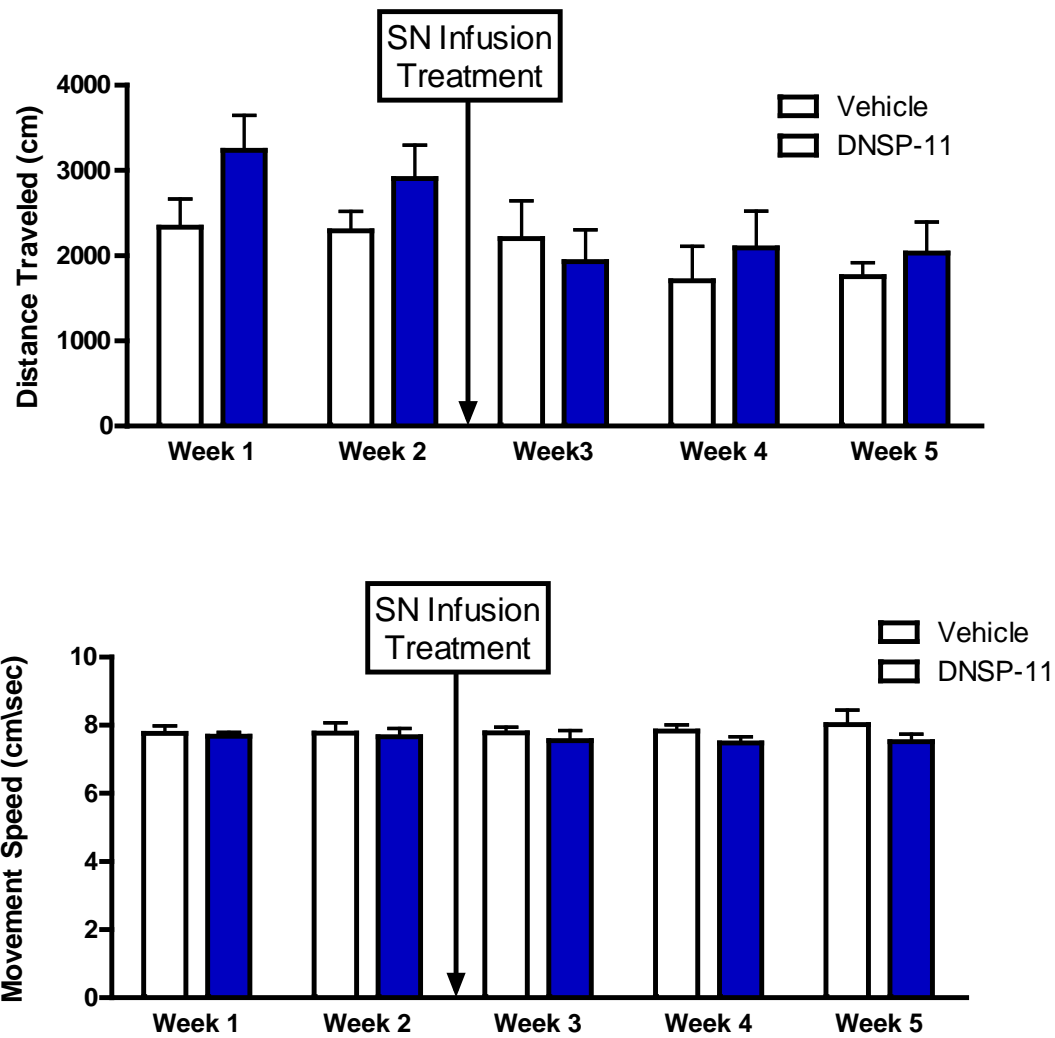 SN Infusion
Treatment
4000
3000
2000
1000
0
Distance Traveled (cm)
Vehicle
DNSP-11
Week 1
Week 2
Week3
Week 4
Week 5
SN Infusion
Treatment
10
8
6
4
2
0
Movement Speed (cm\sec)
Vehicle
DNSP-11
Week 1
Week 2
Week 3
Week 4
Week 5